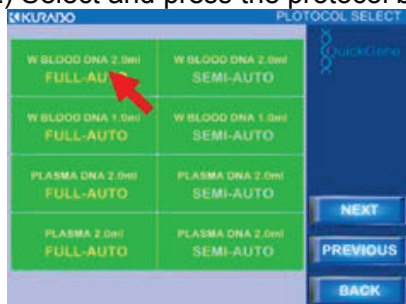 ) Select and press the protocol b
KURABO
PLOTOCOL SELECT
QuickGene
W BLOOD DNA 2.0ml
FULL-AUTO
W BLOOD DNA 2.0ml
SEMI-AUTO
W BLOOD DNA 1.0ml
FULL-AUTO
W BLOOD DNA 1.0ml
SEMI-AUTO
PLASMA DNA 2.0ml
FULL-AUTO
PLASMA DNA 2.0ml
SEMI-AUTO
PLASMA 2.0ml
FULL-AUTO
PLASMA DNA 2.0ml
SEMI-AUTO
NEXT
PREVIOUS
BACK